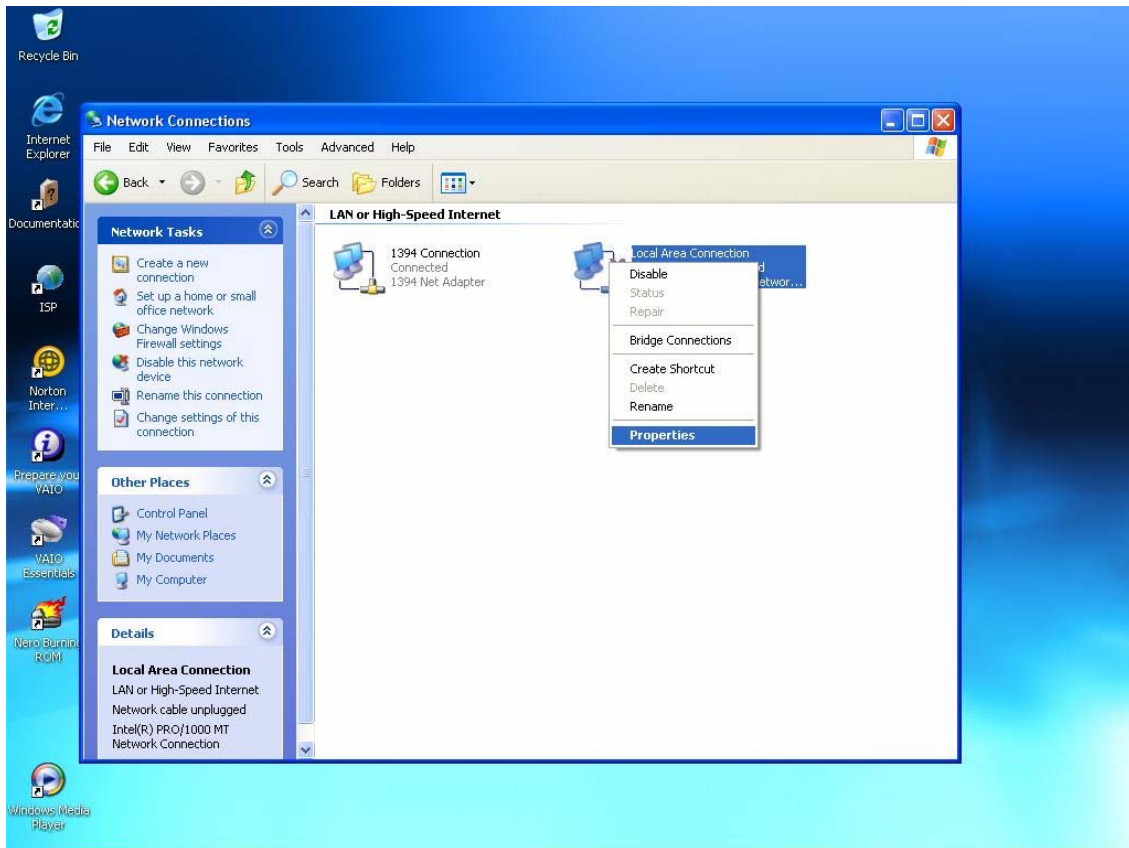 Recycle Bin
Internet
Explorer
Documentatic
ISP
Norton
Inter...
Prepare you
VAIO
VAIO
Essentials
Nero Burnin
ROM
Windows Media
Player
Network Connections
File Edit View Favorites Tools Advanced Help
Back Search Folders
Network Tasks
Create a new
connection
Set up a home or small
office network
Change Windows
Firewall settings
Disable this network
device
Rename this connection
Change settings of this
connection
Other Places
Control Panel
My Network Places
My Documents
My Computer
Details
Local Area Connection
LAN or High-Speed Internet
Network cable unplugged
Intel(R) PRO/1000 MT
Network Connection
LAN or High-Speed Internet
1394 Connection
Connected
1394 Net Adapter
Local Area Connection
d
etwor...
Disable
Status
Repair
Bridge Connections
Create Shortcut
Delete
Rename
Properties